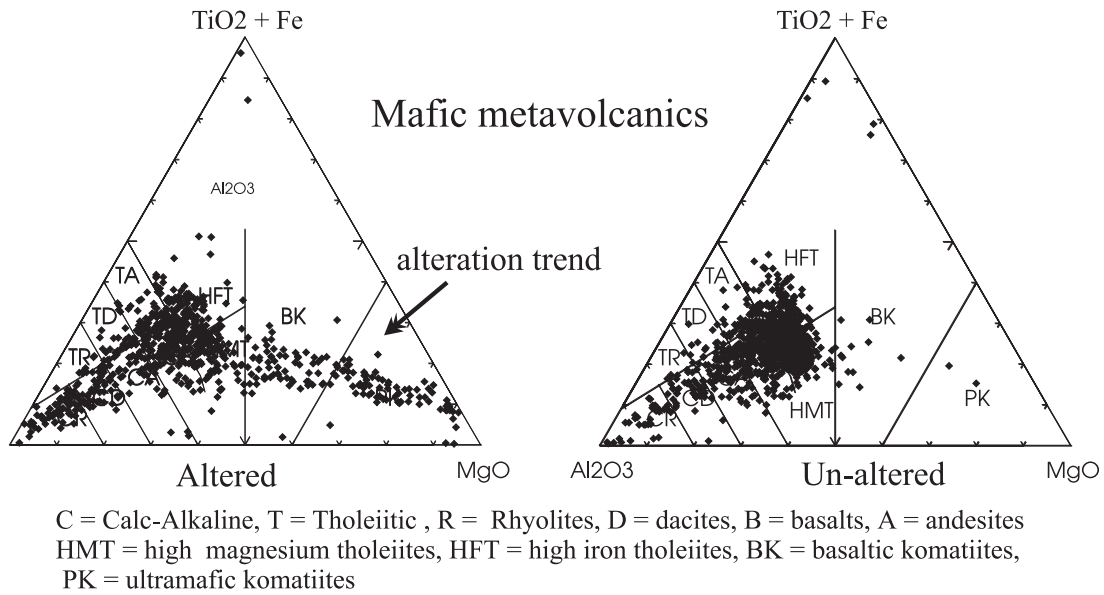 TiO2 + Fe
TiO2 + Fe
Mafic metavolcanics
Al2O3
alteration trend
TA
HFT
TD
BK
TR
MgO
Altered
HFT
TA
TD
BK
TR
CD
CR
HMT
PK
Al2O3
MgO
Un-altered
C = Calc-Alkaline, T = Tholeiitic , R = Rhyolites, D = dacites, B = basalts, A = andesites
HMT = high magnesium tholeiites, HFT = high iron tholeiites, BK = basaltic komatiites,
PK = ultramafic komatiites